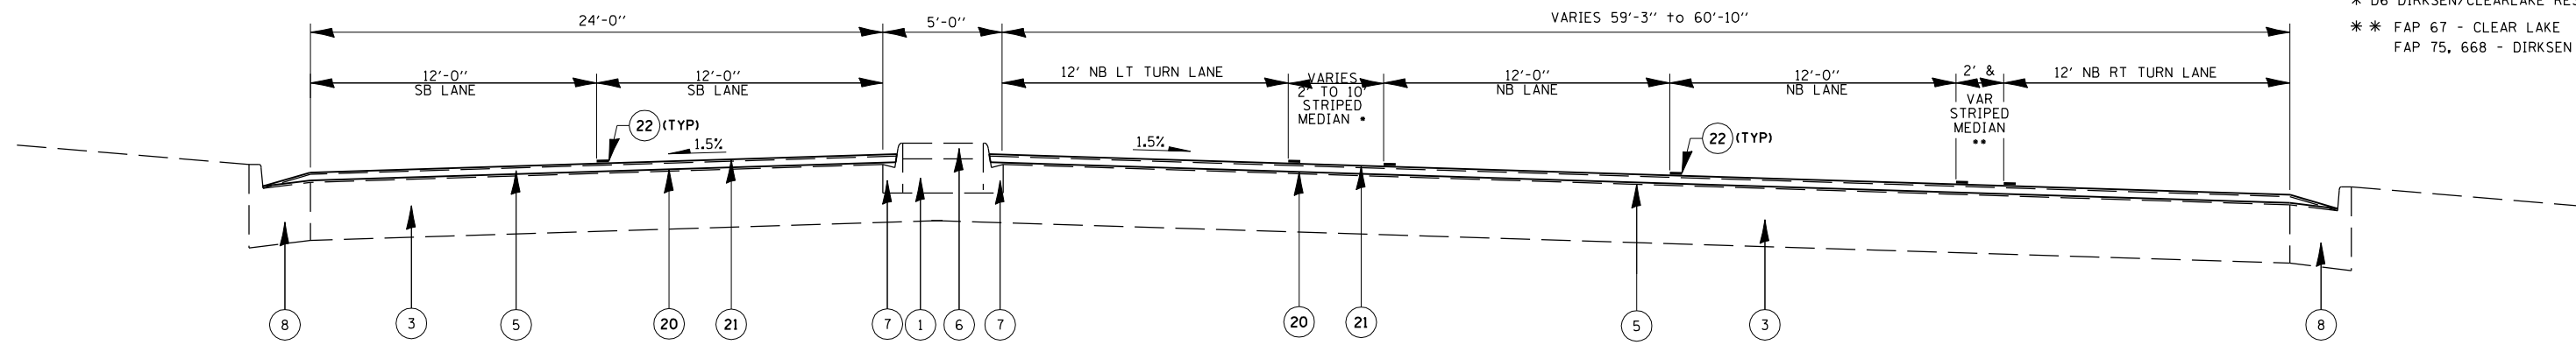 24'-0"
5'-0"
VARIES 59'-3" to 60'-10"
* D6 DIRKSEN/CLEARLAKE
* * FAP 67 - CLEAR LAKE
FAP 75, 668 - DIRKSEN
12'-0"
SB LANE
12'-0"
SB LANE
12' NB LT TURN LANE
VARIES
2' TO 10'
STRIPED
MEDIAN *
12'-0"
NB LANE
12'-0"
NB LANE
2' &
VAR
STRIPED
MEDIAN
**
12' NB RT TURN LANE
22 (TYP)
1.5%
1.5%
22 (TYP)
8
3
5
20
21
7
1
6
7
20
21
5
3
8